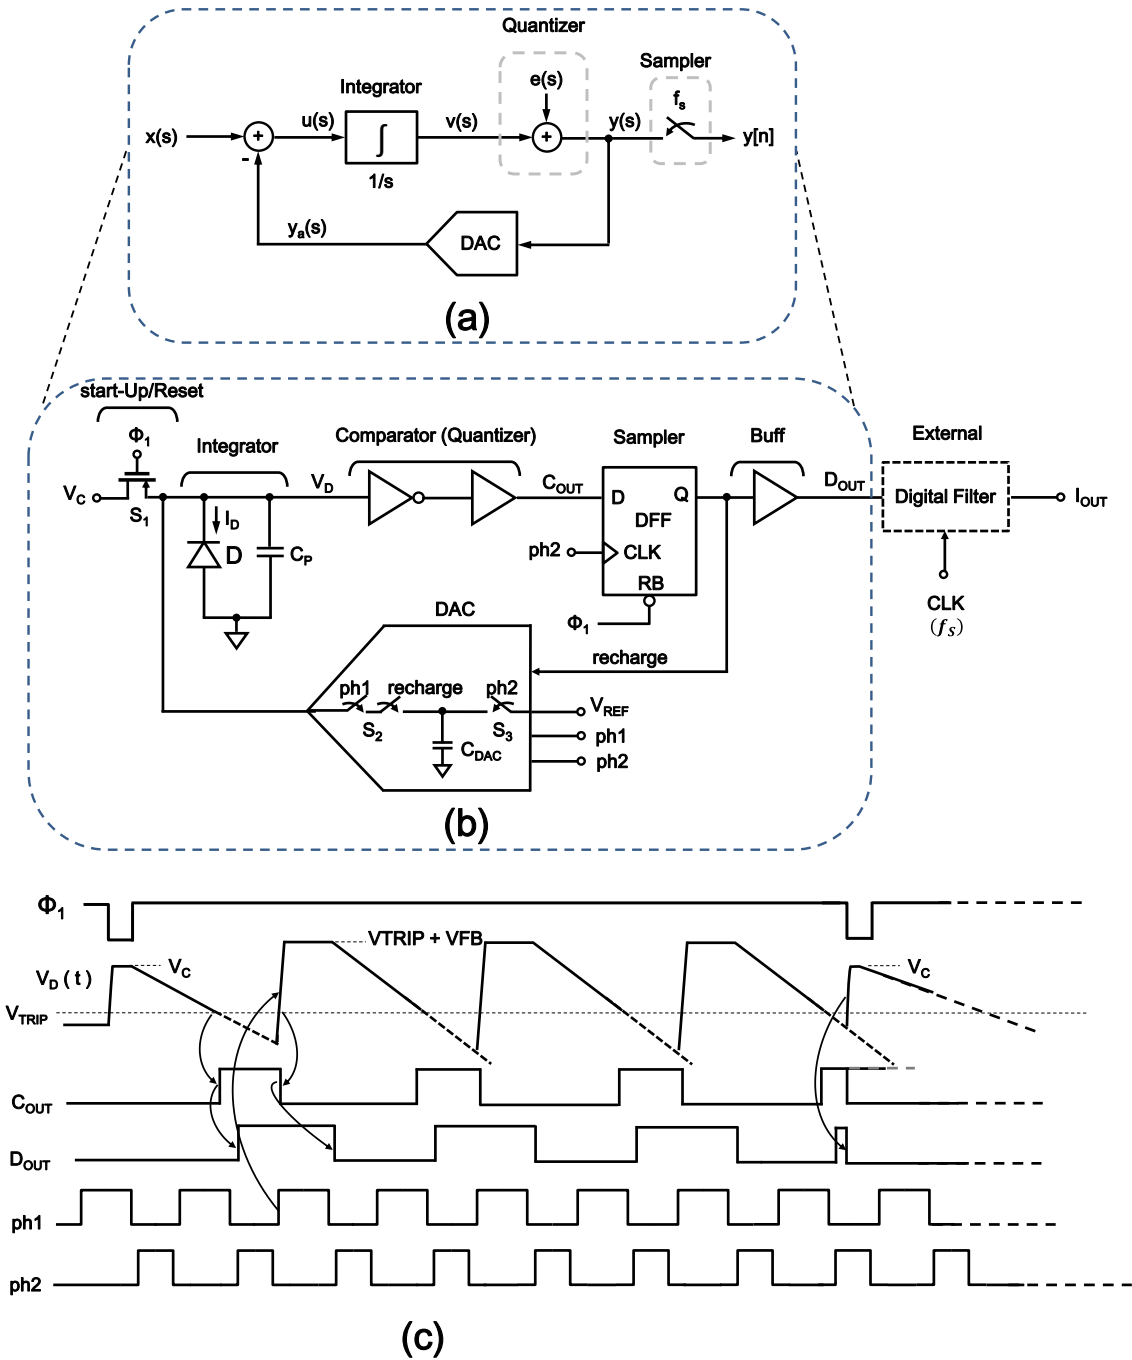 Quantizer
Sampler
e(s)
Integrator
fs
x(s)
+
u(s)
∫
v(s)
+
y(s)
y[n]
-
1/s
ya(s)
DAC
(a)
start-Up/Reset
Φ1
Integrator
Comparator (Quantizer)
Sampler
Buff
External
VC
S1
ID
VD
COUT
D
Q
DOUT
Digital Filter
IOUT
DFF
D
CP
ph2
CLK
RB
CLK
(fS)
DAC
Φ1
recharge
ph1
recharge
ph2
VREF
S2
S3
ph1
CDAC
ph2
(b)
Φ1
VTRIP + VFB
VD ( t )
VC
VC
VTRIP
COUT
DOUT
ph1
ph2
(c)